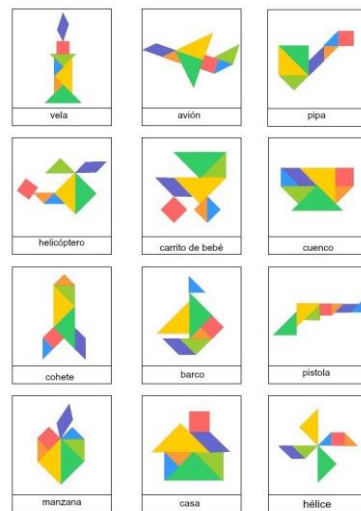 vela
avión
pipa
helicóptero
carrito de bebé
cuenco
cohete
barco
pistola
manzana
casa
hélice